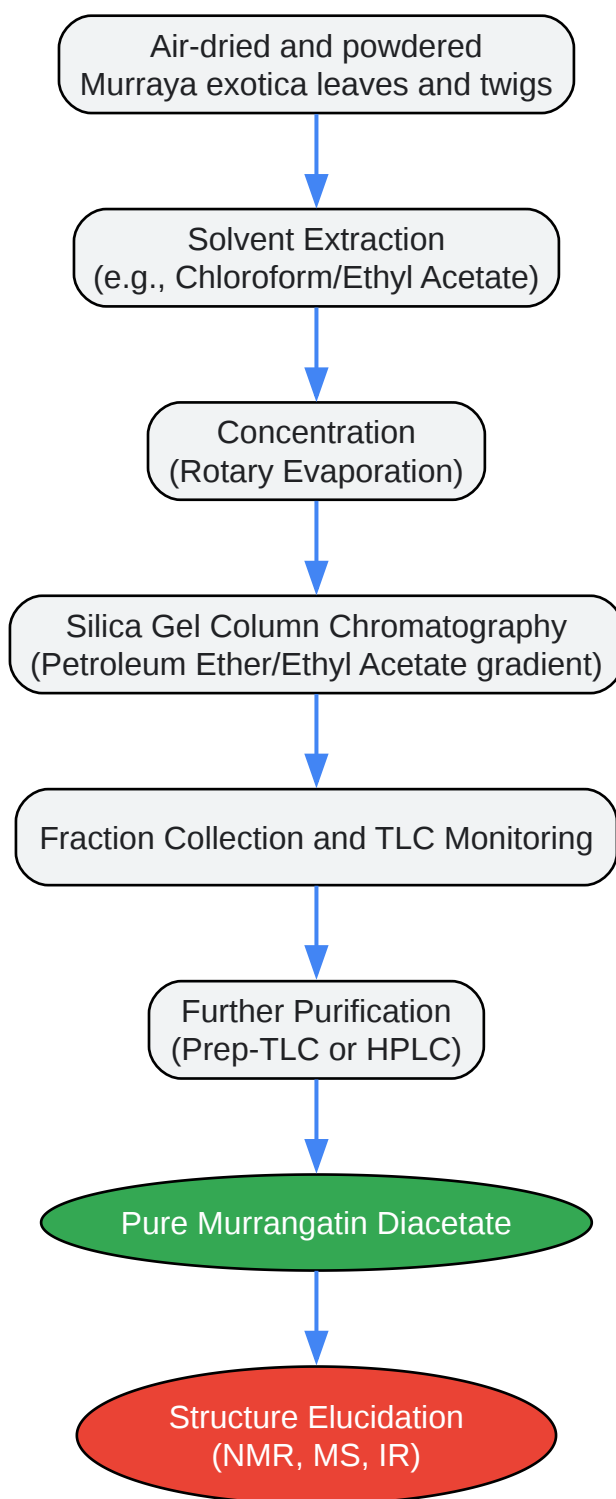 Air-dried and powdered
Murraya exotica leaves and twigs
Solvent Extraction
(e.g., Chloroform/Ethyl Acetate)
Concentration
(Rotary Evaporation)
Silica Gel Column Chromatography
(Petroleum Ether/Ethyl Acetate gradient)
Fraction Collection and TLC Monitoring
Further Purification
(Prep-TLC or HPLC)
Pure Murrangatin Diacetate
Structure Elucidation
(NMR, MS, IR)